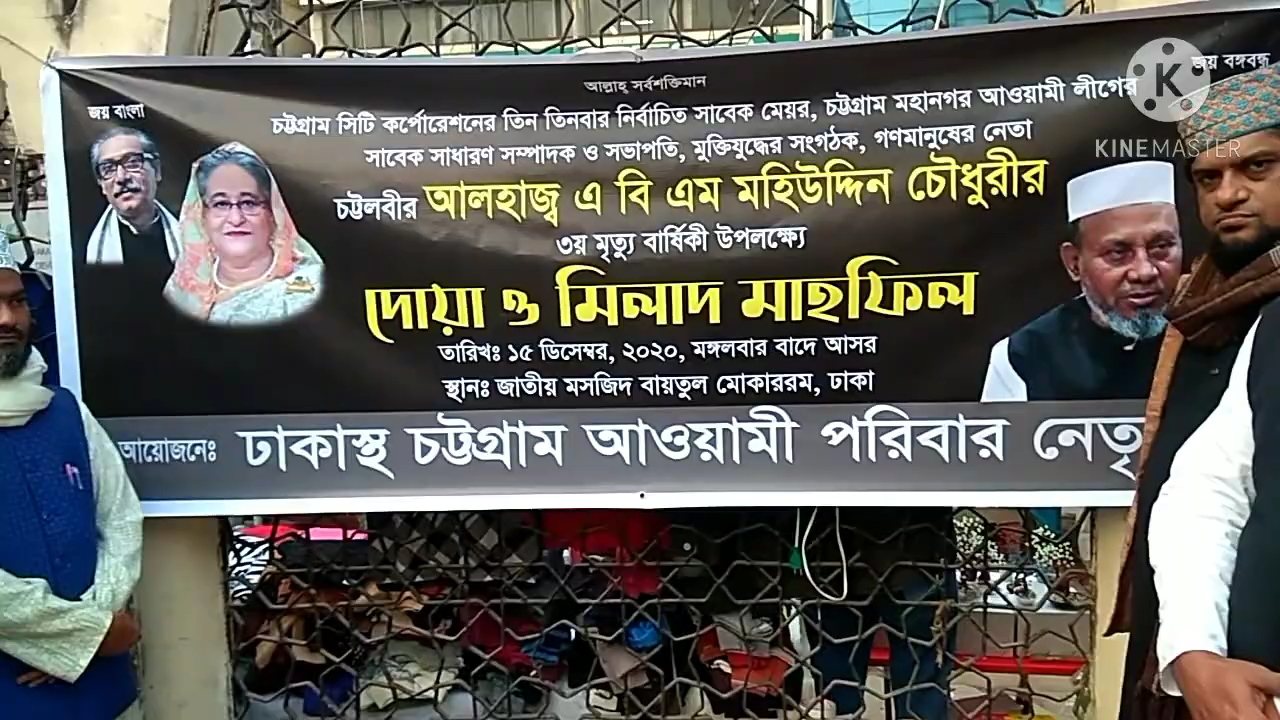 আল্লাহ্ সর্বশক্তিমান
জয় বাংলা
জয় বঙ্গবন্ধু
চট্টগ্রাম সিটি কর্পোরেশনের তিন তিনবার নির্বাচিত সাবেক মেয়র, চট্টগ্রাম মহানগর আওয়ামী লীগের
সাবেক সাধারণ সম্পাদক ও সভাপতি, মুক্তিযুদ্ধের সংগঠক, গণমানুষের নেতা
চট্টলবীর আলহাজ্ব এ বি এম মহিউদ্দিন চৌধুরীর
৩য় মৃত্যু বার্ষিকী উপলক্ষ্যে
দোয়া ও মিলাদ মাহফিল
তারিখঃ ১৫ ডিসেম্বর, ২০২০, মঙ্গলবার বাদে আসর
স্থানঃ জাতীয় মসজিদ বায়তুল মোকাররম, ঢাকা
আয়োজনেঃ ঢাকাস্থ চট্টগ্রাম আওয়ামী পরিবার নেতৃ
K
KINEMASTER